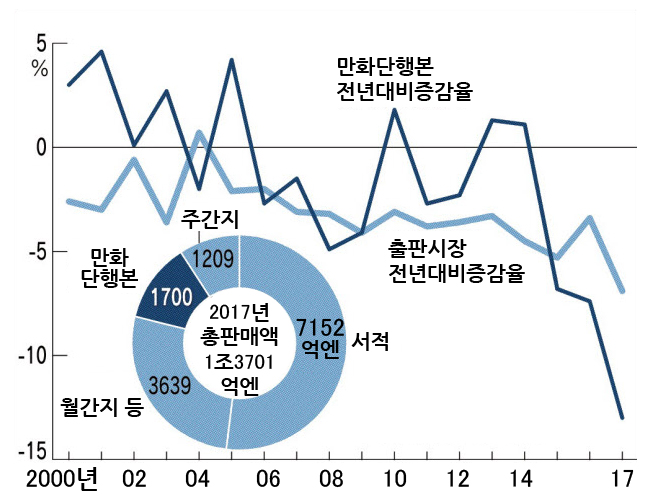 5
%
만화단행본
전년대비증감율
0
주간지
-5
출판시장
전년대비증감율
만화
단행본
1209
1700
2017년
총판매액
1조3701
억엔
7152
억엔
서적
-10
3639
월간지 등
-15
2000년 02 04 06 08 10 12 14 17